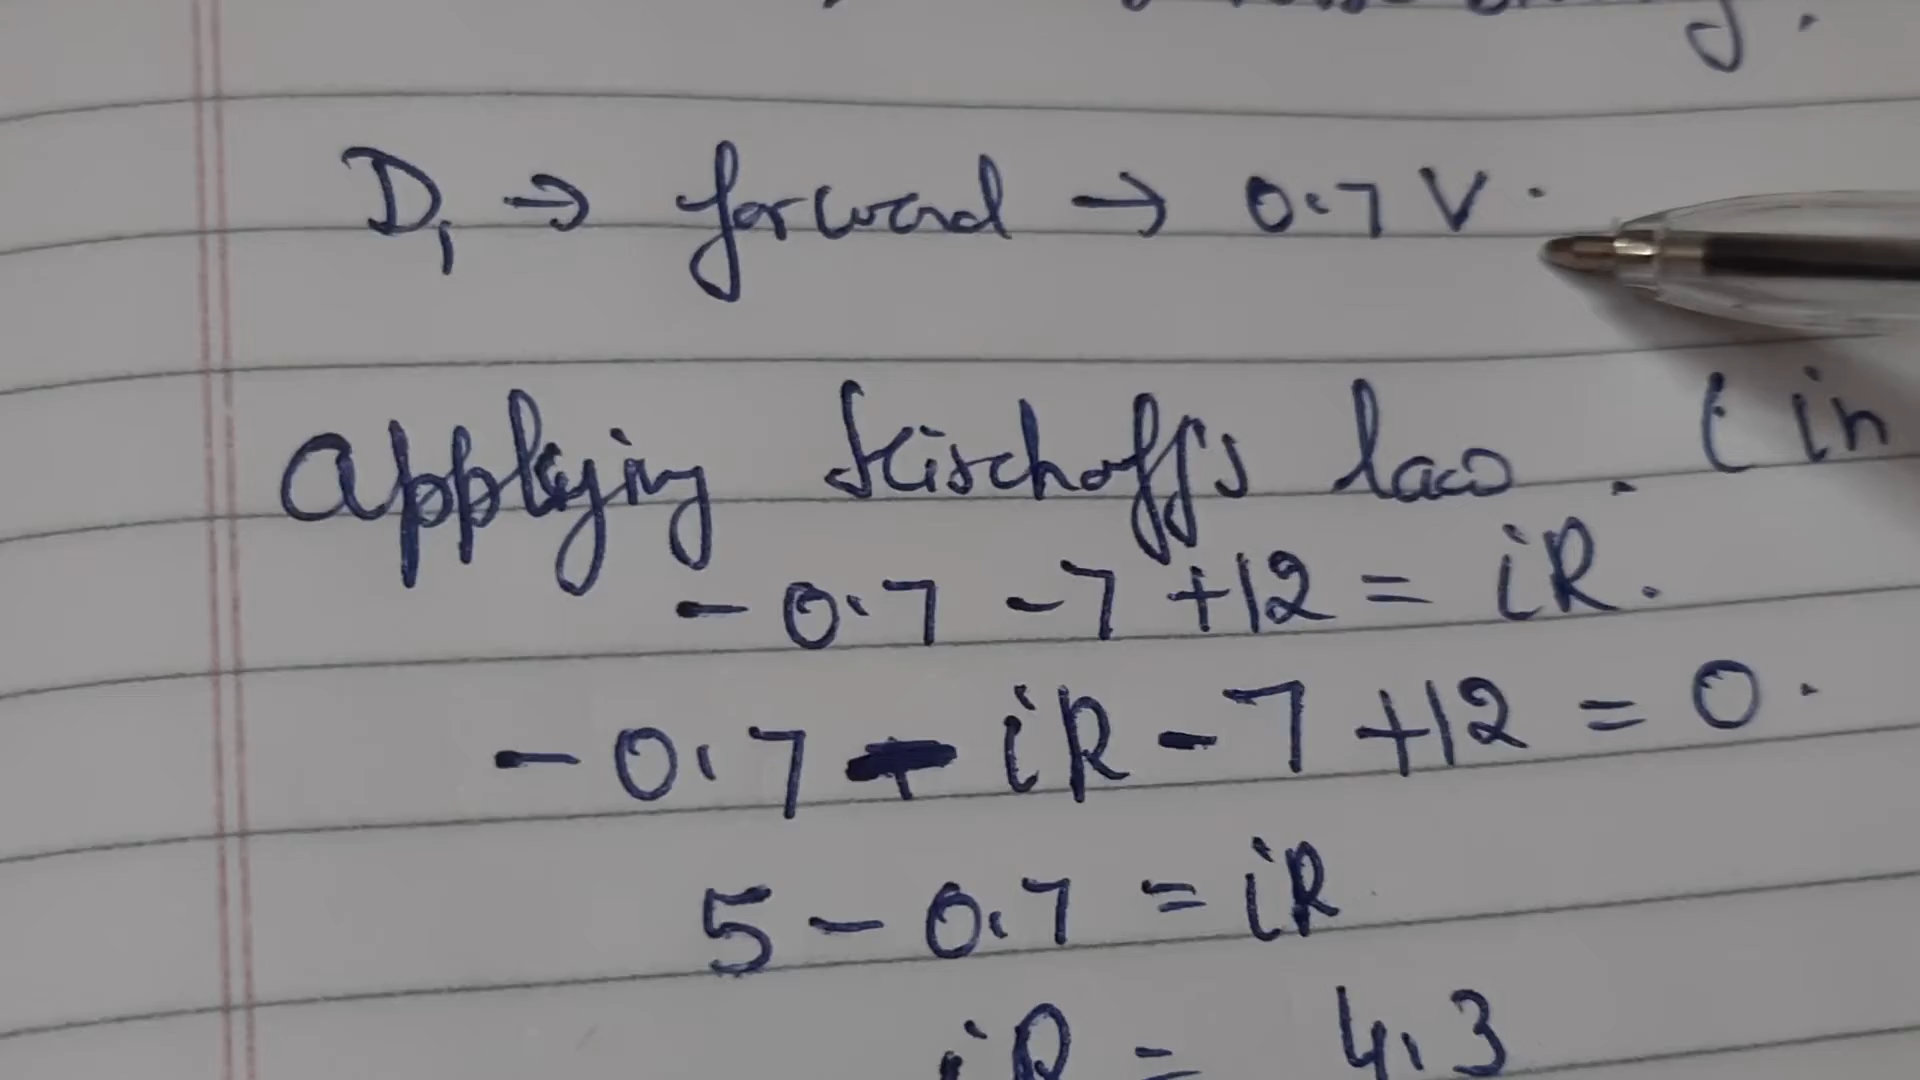 D₁ → forward → 0.7 V.
Applying Kirchoff's law. (in
-0.7 -7 +12 = iR.
-0.7 - iR - 7 +12 = 0.
5 - 0.7 = iR
iR = 4.3